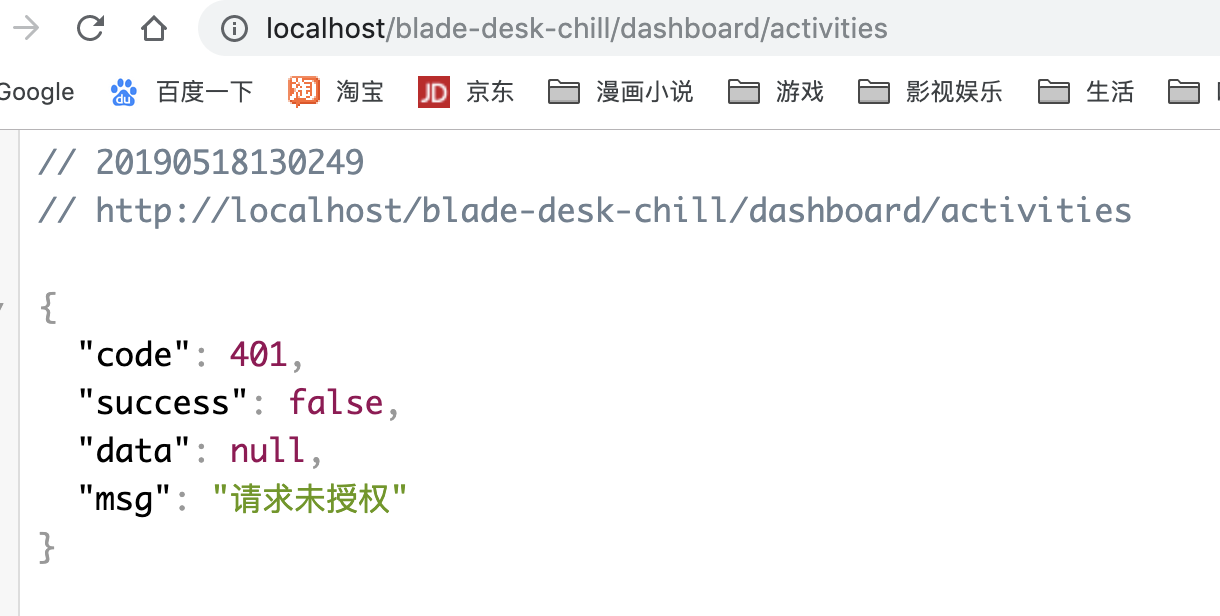 localhost/blade-desk-chill/dashboard/activities
Google 百度一下 淘 淘宝 JD 京东 漫画小说 游戏 影视娱乐 生活
// 20190518130249
// http://localhost/blade-desk-chill/dashboard/activities
{
"code": 401,
"success": false,
"data": null,
"msg": "请求未授权"
}